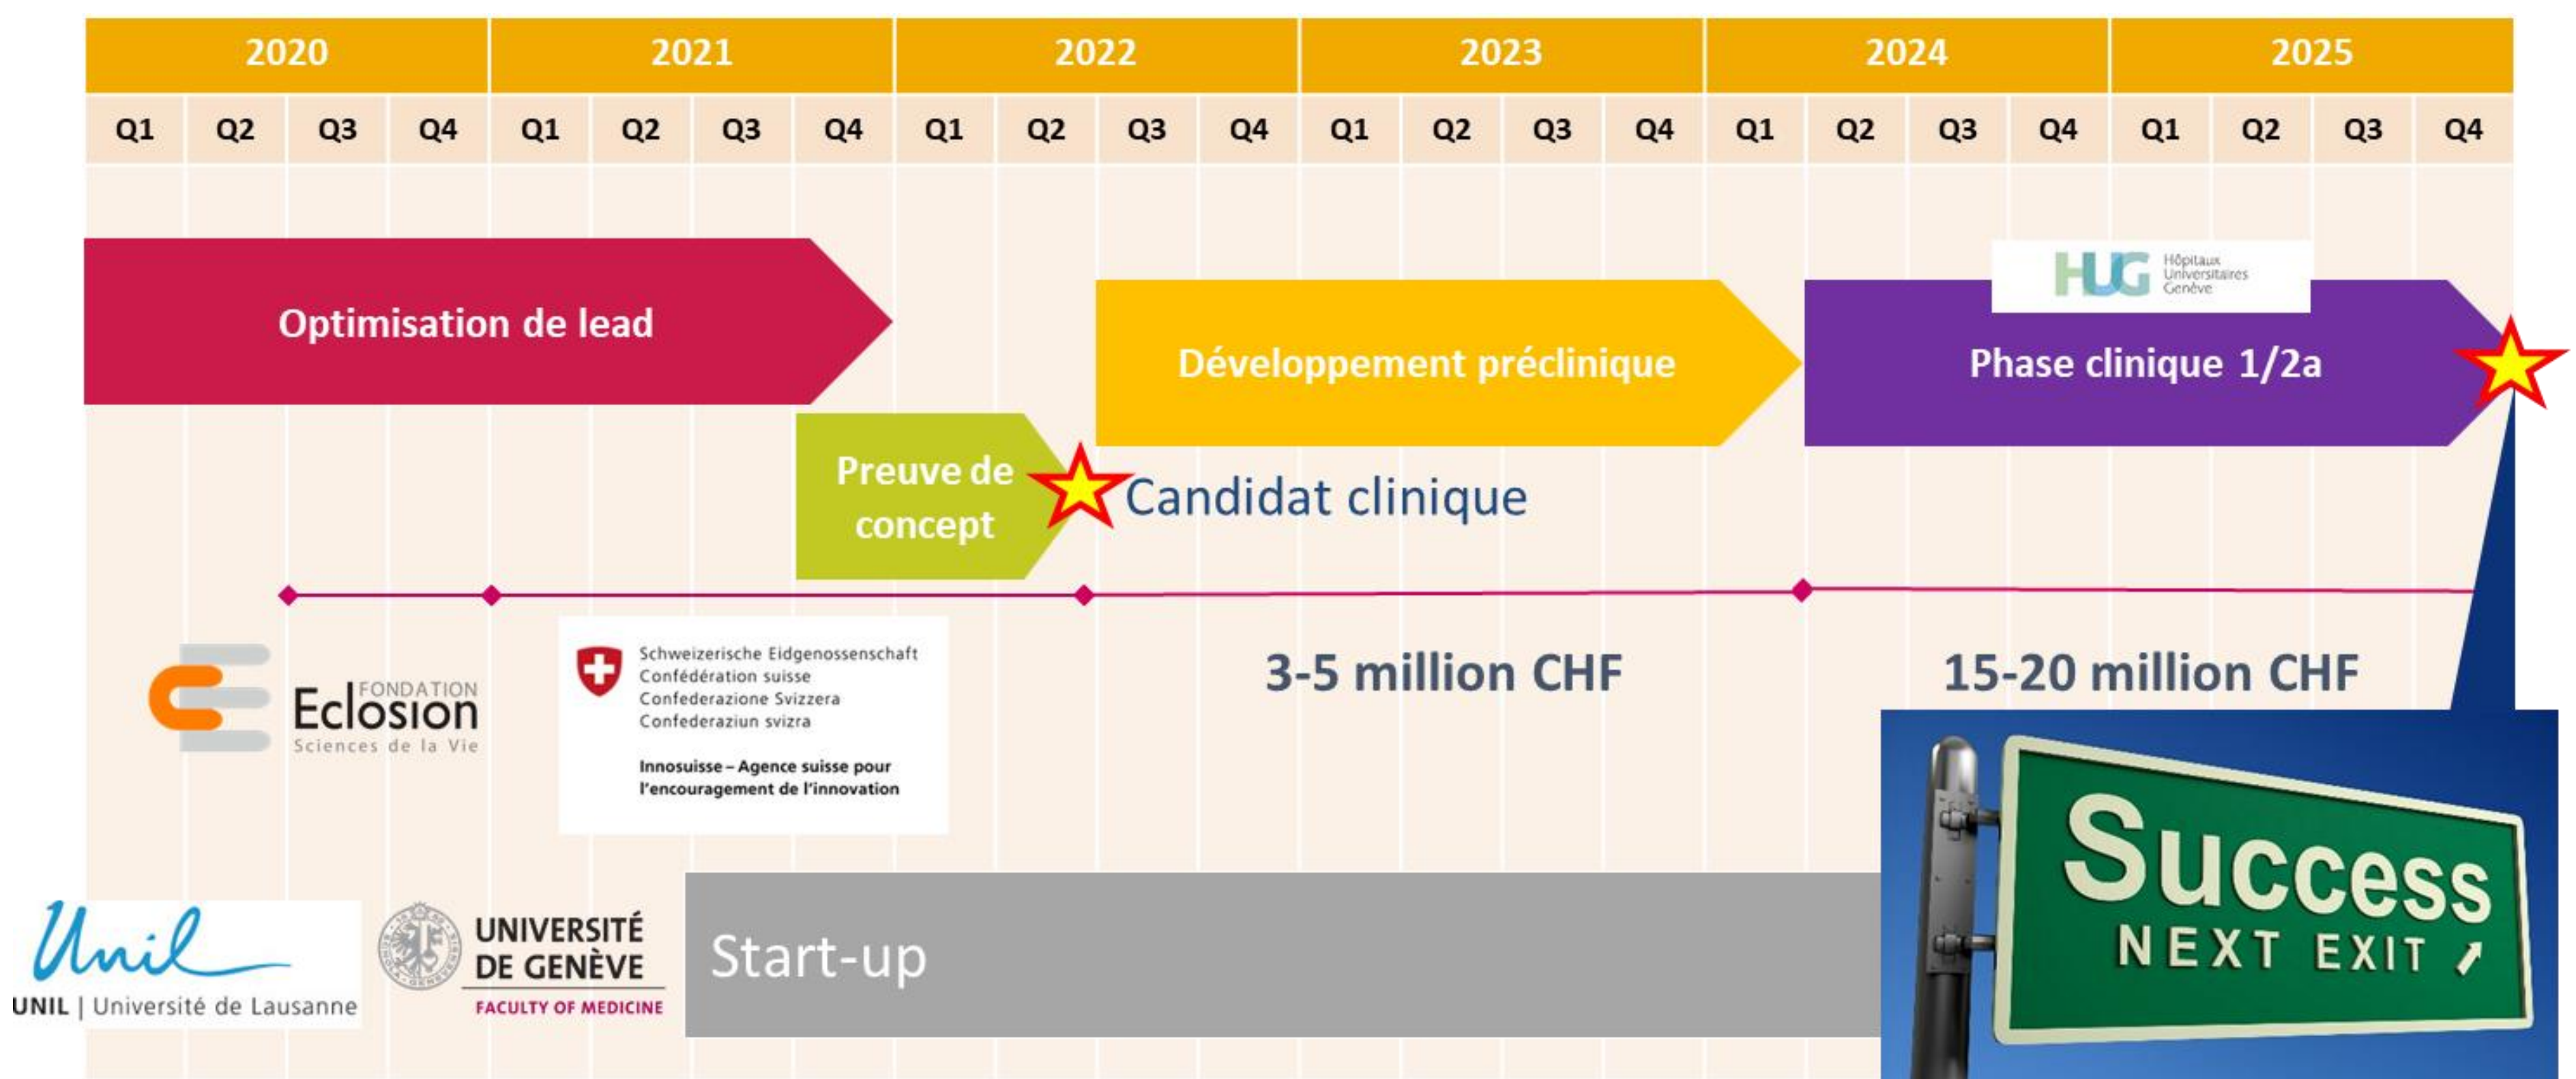 2020 2021 2022 2023 2024 2025
Q1 Q2 Q3 Q4 Q1 Q2 Q3 Q4 Q1 Q2 Q3 Q4 Q1 Q2 Q3 Q4 Q1 Q2 Q3 Q4 Q1 Q2 Q3 Q4
Optimisation de lead
Développement préclinique
HUG
Hôpitaux
Universitaires
Genève
Phase clinique 1/2a
Preuve de
concept
Candidat clinique
FONDATION
Eclosion
Sciences de la Vie
Schweizerische Eidgenossenschaft
Confédération suisse
Confederazione Svizzera
Confederaziun svizra
Innosuisse – Agence suisse pour
l'encouragement de l'innovation
3-5 million CHF
15-20 million CHF
Unil
UNIL | Université de Lausanne
UNIVERSITÉ
DE GENÈVE
FACULTY OF MEDICINE
Start-up
Success
NEXT EXIT